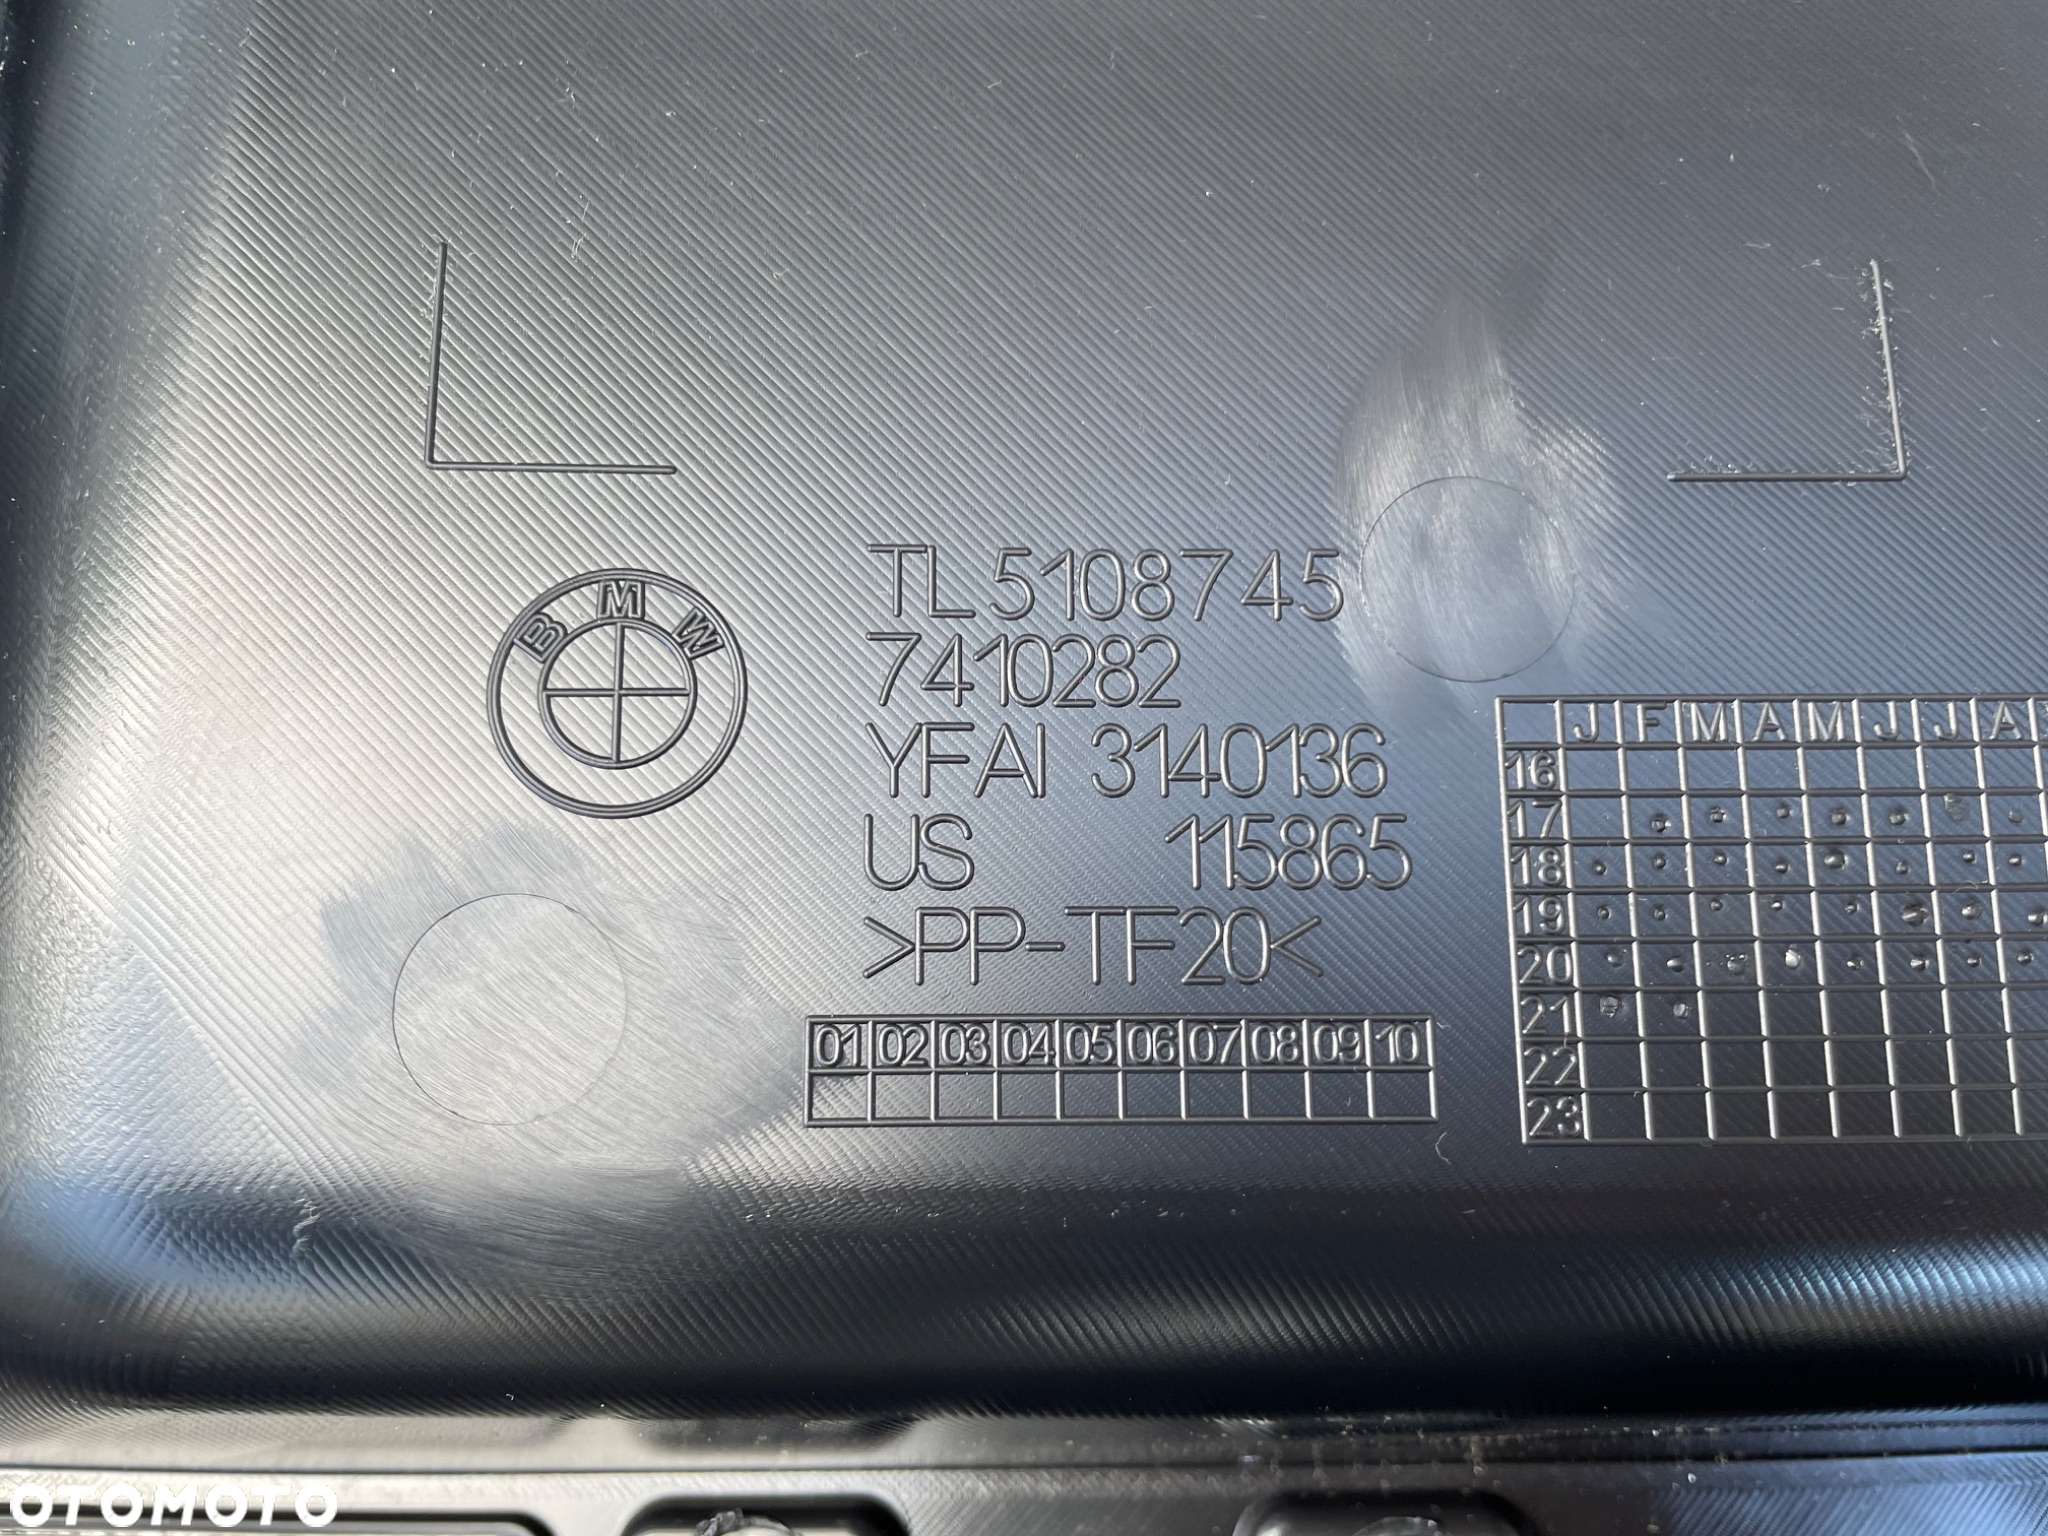 BMW
TL 5108745
7410282
YFAI 3140136
US 115865
>PP-TF20<
01 02 03 04 05 06 07 08 09 10
J F M A M J J A
16
17
18
19
20
21
22
23
OTOMOTO